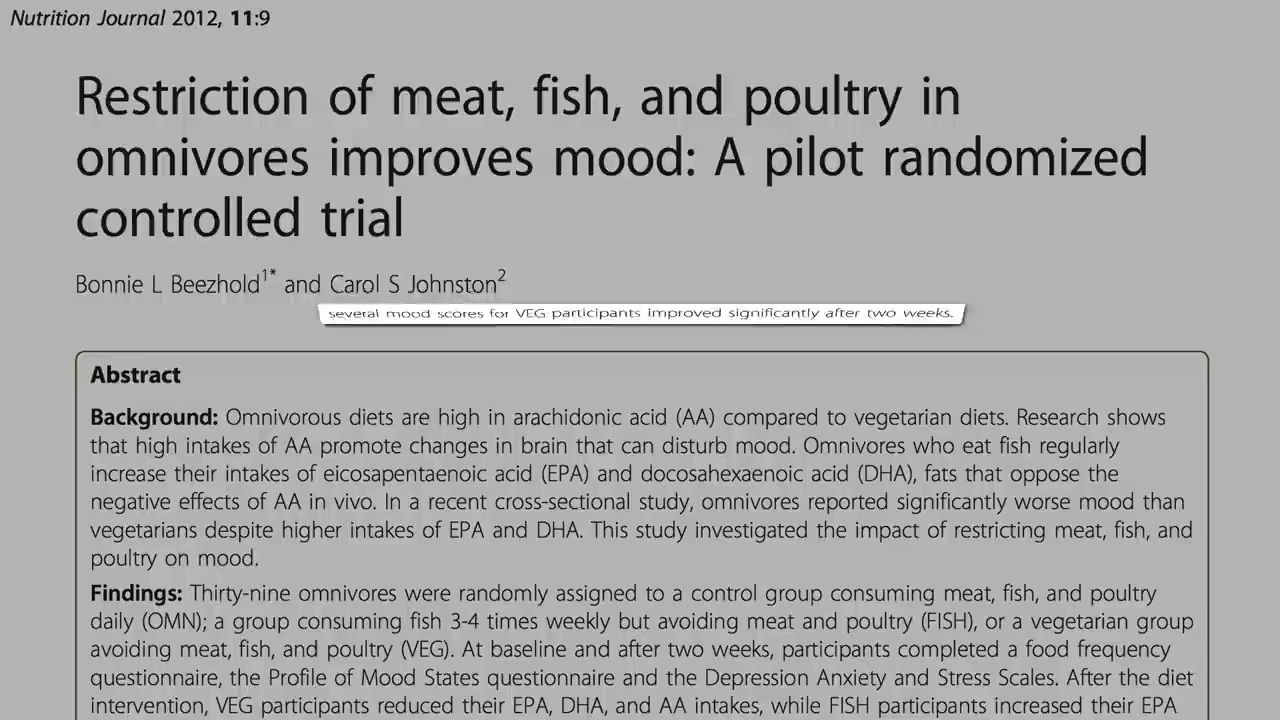 Nutrition Journal 2012, 11:9
Restriction of meat, fish, and poultry in
omnivores improves mood: A pilot randomized
controlled trial
Bonnie L Beezhold1* and Carol S Johnston2
several mood scores for VEG participants improved significantly after two weeks.
Abstract
Background: Omnivorous diets are high in arachidonic acid (AA) compared to vegetarian diets. Research shows
that high intakes of AA promote changes in brain that can disturb mood. Omnivores who eat fish regularly
increase their intakes of eicosapentaenoic acid (EPA) and docosahexaenoic acid (DHA), fats that oppose the
negative effects of AA in vivo. In a recent cross-sectional study, omnivores reported significantly worse mood than
vegetarians despite higher intakes of EPA and DHA. This study investigated the impact of restricting meat, fish, and
poultry on mood.
Findings: Thirty-nine omnivores were randomly assigned to a control group consuming meat, fish, and poultry
daily (OMN); a group consuming fish 3-4 times weekly but avoiding meat and poultry (FISH), or a vegetarian group
avoiding meat, fish, and poultry (VEG). At baseline and after two weeks, participants completed a food frequency
questionnaire, the Profile of Mood States questionnaire and the Depression Anxiety and Stress Scales. After the diet
intervention, VEG participants reduced their EPA, DHA, and AA intakes, while FISH participants increased their EPA